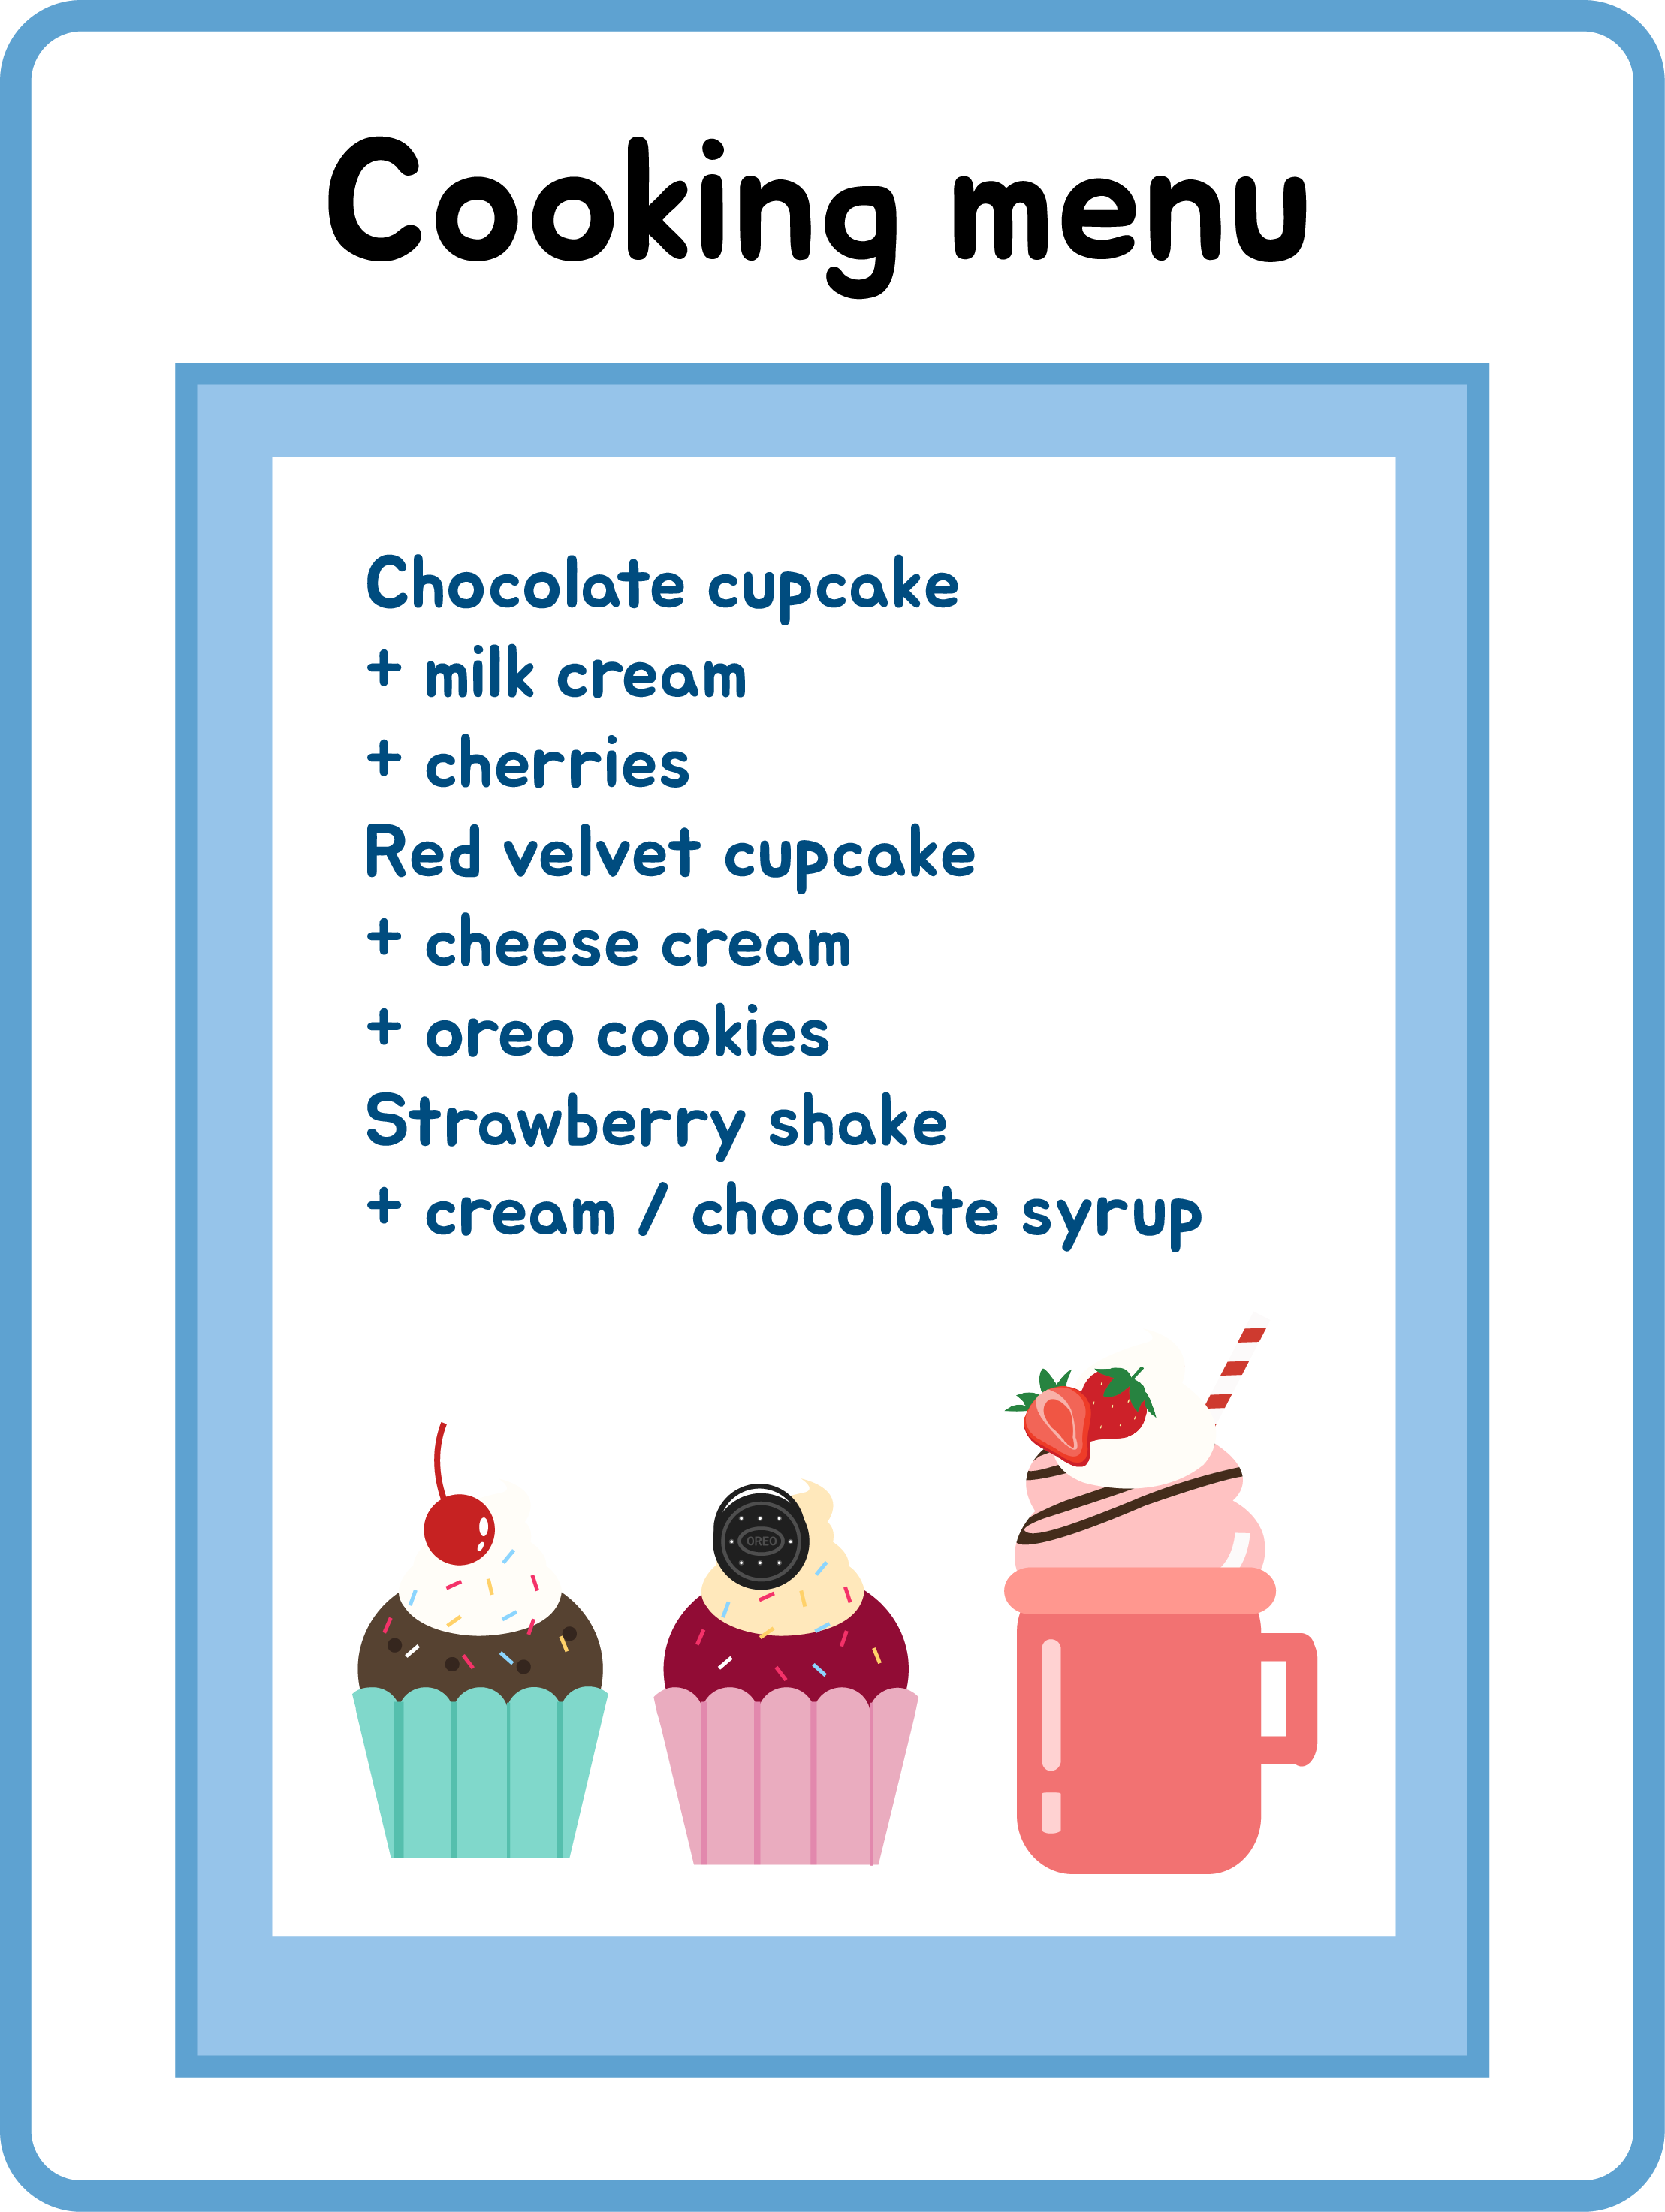 Cooking menu
Chocolate cupcake
+ milk cream
+ cherries
Red velvet cupcake
+ cheese cream
+ oreo cookies
Strawberry shake
+ cream / chocolate syrup
OREO